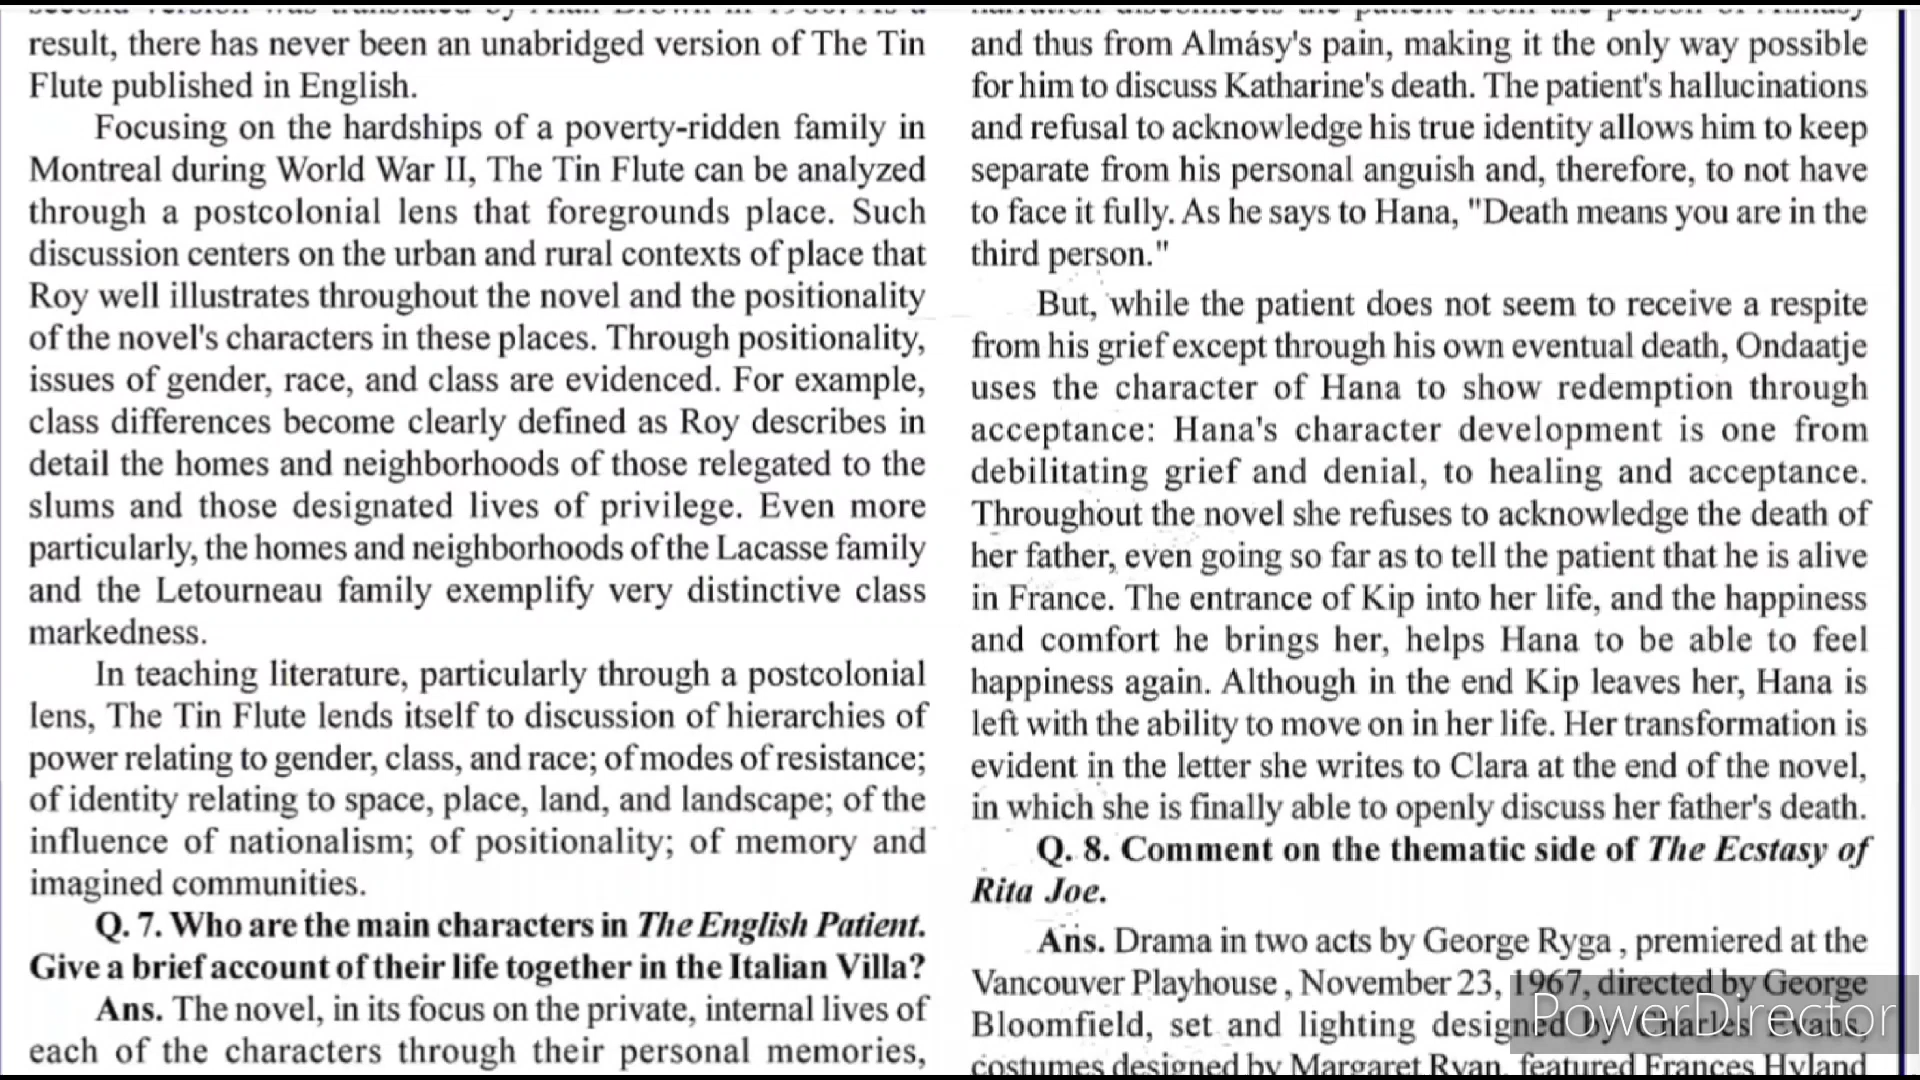 result, there has never been an unabridged version of The Tin
Flute published in English.
Focusing on the hardships of a poverty-ridden family in
Montreal during World War II, The Tin Flute can be analyzed
through a postcolonial lens that foregrounds place. Such
discussion centers on the urban and rural contexts of place that
Roy well illustrates throughout the novel and the positionality
of the novel's characters in these places. Through positionality,
issues of gender, race, and class are evidenced. For example,
class differences become clearly defined as Roy describes in
detail the homes and neighborhoods of those relegated to the
slums and those designated lives of privilege. Even more
particularly, the homes and neighborhoods of the Lacasse family
and the Letourneau family exemplify very distinctive class
markedness.
In teaching literature, particularly through a postcolonial
lens, The Tin Flute lends itself to discussion of hierarchies of
power relating to gender, class, and race; of modes of resistance;
of identity relating to space, place, land, and landscape; of the
influence of nationalism; of positionality; of memory and
imagined communities.
Q. 7. Who are the main characters in The English Patient.
Give a brief account of their life together in the Italian Villa?
Ans. The novel, in its focus on the private, internal lives of
each of the characters through their personal memories,
and thus from Almásy's pain, making it the only way possible
for him to discuss Katharine's death. The patient's hallucinations
and refusal to acknowledge his true identity allows him to keep
separate from his personal anguish and, therefore, to not have
to face it fully. As he says to Hana, "Death means you are in the
third person."
But, while the patient does not seem to receive a respite
from his grief except through his own eventual death, Ondaatje
uses the character of Hana to show redemption through
acceptance: Hana's character development is one from
debilitating grief and denial, to healing and acceptance.
Throughout the novel she refuses to acknowledge the death of
her father, even going so far as to tell the patient that he is alive
in France. The entrance of Kip into her life, and the happiness
and comfort he brings her, helps Hana to be able to feel
happiness again. Although in the end Kip leaves her, Hana is
left with the ability to move on in her life. Her transformation is
evident in the letter she writes to Clara at the end of the novel,
in which she is finally able to openly discuss her father's death.
Q. 8. Comment on the thematic side of The Ecstasy of
Rita Joe.
Ans. Drama in two acts by George Ryga , premiered at the
Vancouver Playhouse , November 23, 1967, directed by George
Bloomfield, set and lighting designed by Charles Evans,
costumes designed by Margaret Ryan, featured Frances Hyland
PowerDirector